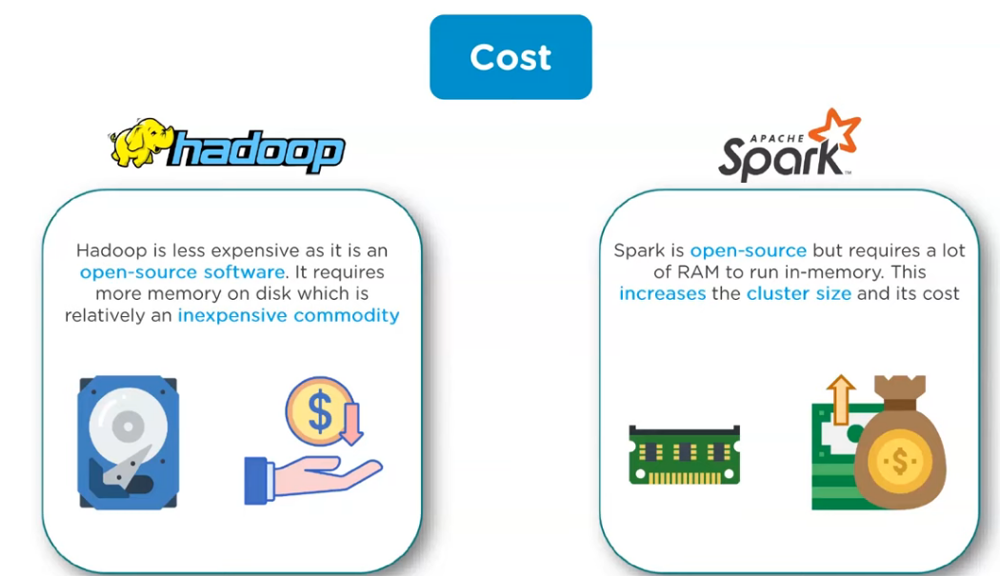 Cost
hadoop
Hadoop is less expensive as it is an
open-source software. It requires
more memory on disk which is
relatively an inexpensive commodity
$
APACHE
Spark™
Spark is open-source but requires a lot
of RAM to run in-memory. This
increases the cluster size and its cost
$